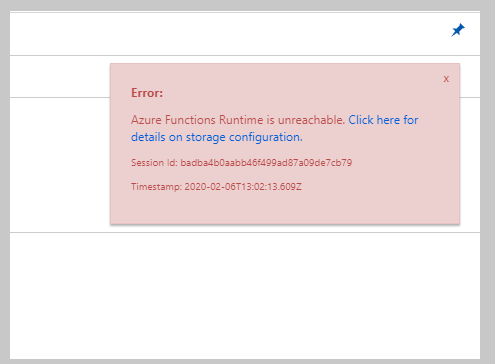 x
Error:
Azure Functions Runtime is unreachable. Click here for
details on storage configuration.
Session Id: badba4b0aabb46f499ad87a09de7cb79
Timestamp: 2020-02-06T13:02:13.609Z